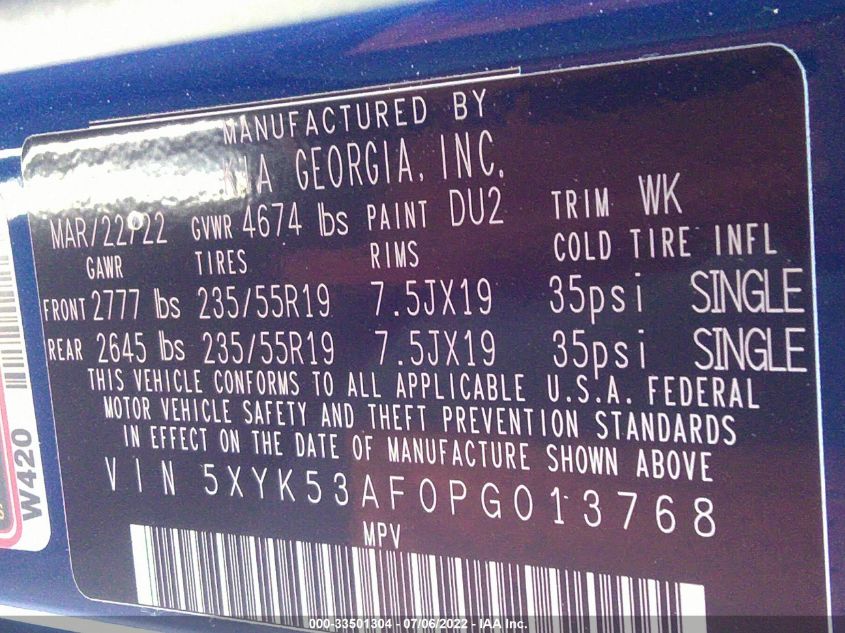 MANUFACTURED BY
KIA GEORGIA, INC.
MAR/22/22 GVWR 4674 lbs PAINT DU2 TRIM WK
GAWR TIRES RIMS COLD TIRE INFL
FRONT 2777 lbs 235/55R19 7.5JX19 35psi SINGLE
REAR 2645 lbs 235/55R19 7.5JX19 35psi SINGLE
THIS VEHICLE CONFORMS TO ALL APPLICABLE U.S.A. FEDERAL
MOTOR VEHICLE SAFETY AND THEFT PREVENTION STANDARDS
IN EFFECT ON THE DATE OF MANUFACTURE SHOWN ABOVE
VIN 5XYK53AF0PG013768
MPV
W420
000-33501304 - 07/06/2022 - IAA Inc.